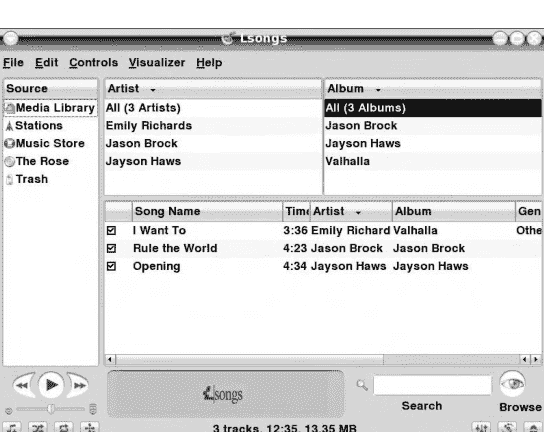 Lsongs
File Edit Controls Visualizer Help
Source
Media Library
Stations
Music Store
The Rose
Trash
Artist
All (3 Artists)
Emily Richards
Jason Brock
Jayson Haws
Album
All (3 Albums)
Jason Brock
Jayson Haws
Valhalla
Song Name Time Artist Album Gen
I Want To 3:36 Emily Richard Valhalla Othe
Rule the World 4:23 Jason Brock Jason Brock
Opening 4:34 Jayson Haws Jayson Haws
Lsongs
Search
Browse
3 tracks, 12:35, 13.35 MB